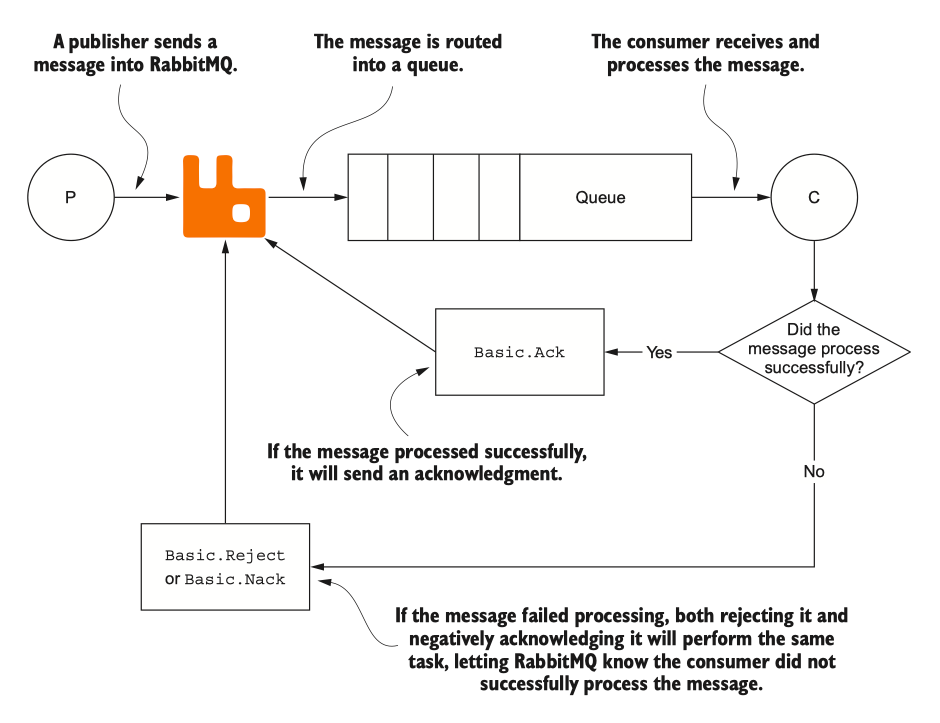 A publisher sends a
message into RabbitMQ.
The message is routed
into a queue.
The consumer receives and
processes the message.
P
Queue
C
Did the
message process
successfully?
Yes
Basic.Ack
If the message processed successfully,
it will send an acknowledgment.
No
Basic.Reject
or Basic.Nack
If the message failed processing, both rejecting it and
negatively acknowledging it will perform the same
task, letting RabbitMQ know the consumer did not
successfully process the message.